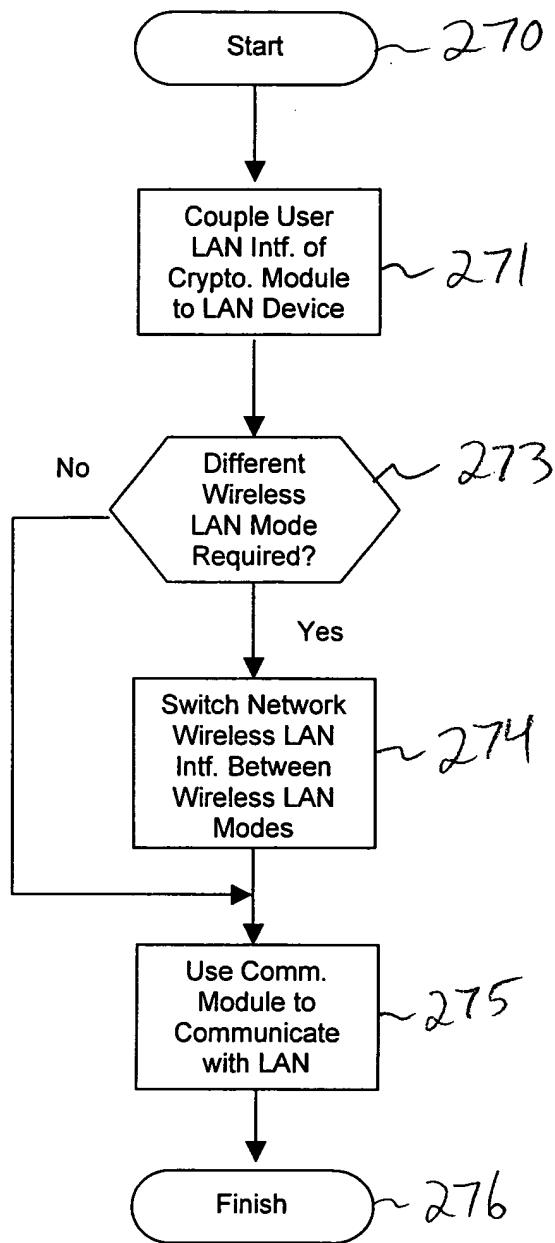 Start
270
Couple User
LAN Intf. of
Crypto. Module
to LAN Device
271
No
Different
Wireless
LAN Mode
Required?
273
Yes
Switch Network
Wireless LAN
Intf. Between
Wireless LAN
Modes
274
Use Comm.
Module to
Communicate
with LAN
275
Finish
276